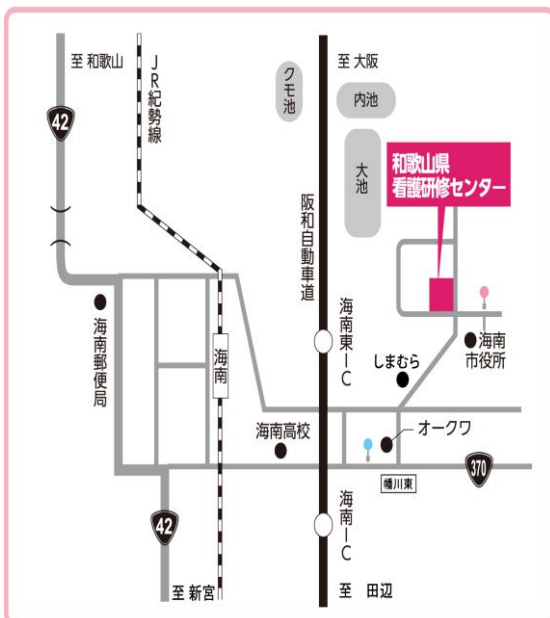 至 和歌山
JR紀勢線
クモ池
至 大阪
内池
42
大池
和歌山県
看護研修センター
阪和自動車道
海南郵便局
海南
海南東IC
しまむら
海南
市役所
海南高校
オークワ
370
幡川東
42
海南IC
至 新宮
至 田辺